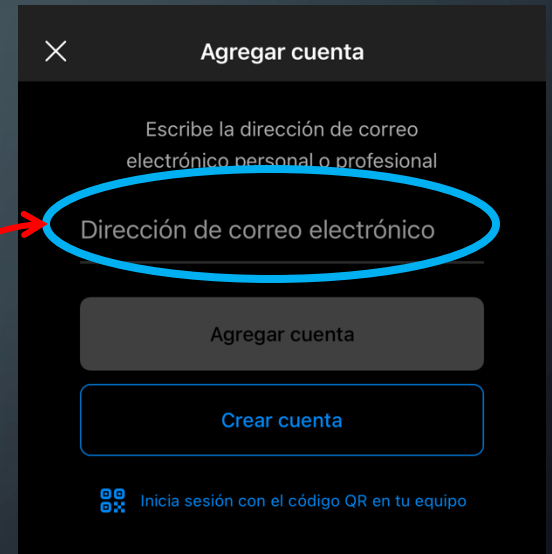 Agregar cuenta
Escribe la dirección de correo
electrónico personal o profesional
Dirección de correo electrónico
Agregar cuenta
Crear cuenta
Inicia sesión con el código QR en tu equipo